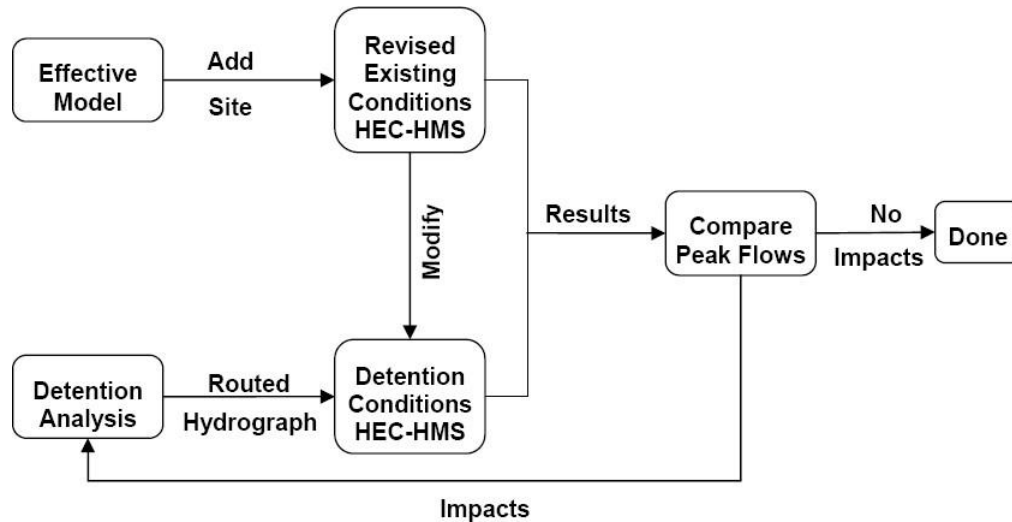 Effective
Model
Add
Site
Revised
Existing
Conditions
HEC-HMS
Modify
Results
Compare
Peak Flows
No
Impacts
Done
Detention
Analysis
Routed
Hydrograph
Detention
Conditions
HEC-HMS
Impacts